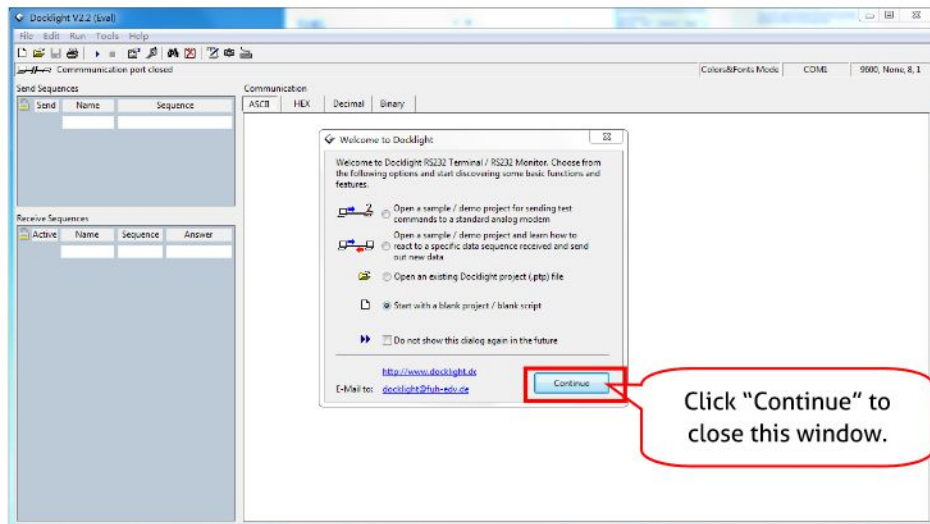 Docklight V2.2 (Eval)
File Edit Run Tools Help
Communication port closed
Colors&Fonts Mode COM1 9600, None, 8, 1
Send Sequences
Send Name Sequence
Communication
ASCII HEX Decimal Binary
Receive Sequences
Active Name Sequence Answer
Welcome to Docklight
Welcome to Docklight RS232 Terminal / RS232 Monitor. Choose from
the following options and start discovering some basic functions and
features.
Open a sample / demo project for sending test
commands to a standard analog modem
Open a sample / demo project and learn how to
react to a specific data sequence received and send
out new data
Open an existing Docklight project (.ptp) file
Start with a blank project / blank script
Do not show this dialog again in the future
http://www.docklight.de
E-Mail to: docklight@fuh-edv.de
Continue
Click “Continue” to
close this window.